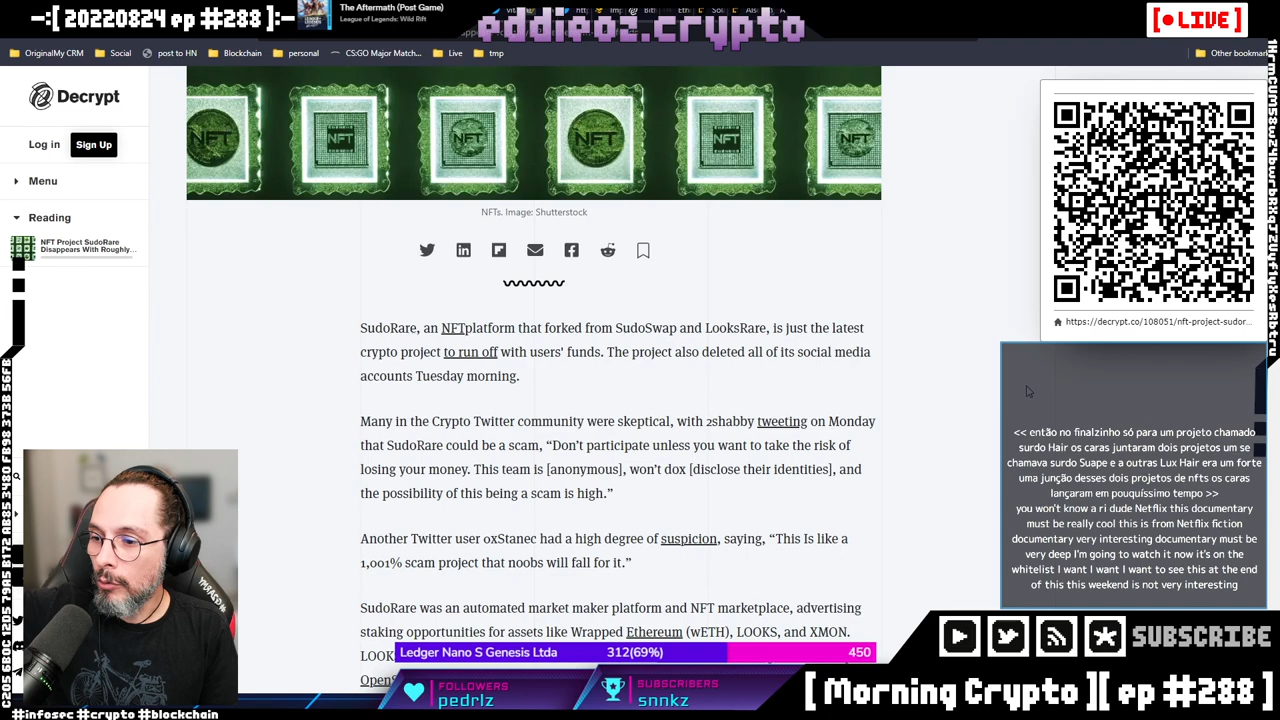 -:[ 20220824 ep #288 ]:-
The Aftermath (Post Game)
League of Legends: Wild Rift
eddieoz.crypto
[ • LIVE ]
OriginalMy CRM
Social
post to HN
Blockchain
personal
CS:GO Major Match...
Live
tmp
Other bookmar
Decrypt
Log in
Sign Up
Menu
Reading
NFT Project SudoRare
Disappears With Roughly...
NFT
NFT
NFT
NFT
NFT
NFTs. Image: Shutterstock
SudoRare, an NFTplatform that forked from SudoSwap and LooksRare, is just the latest
crypto project to run off with users' funds. The project also deleted all of its social media
accounts Tuesday morning.
Many in the Crypto Twitter community were skeptical, with 2shabby tweeting on Monday
that SudoRare could be a scam, “Don’t participate unless you want to take the risk of
losing your money. This team is [anonymous], won’t dox [disclose their identities], and
the possibility of this being a scam is high.”
Another Twitter user 0xStanec had a high degree of suspicion, saying, “This Is like a
1,001% scam project that noobs will fall for it.”
SudoRare was an automated market maker platform and NFT marketplace, advertising
staking opportunities for assets like Wrapped Ethereum (wETH), LOOKS, and XMON.
LOOK
OpenS
https://decrypt.co/108051/nft-project-sudor...
<< então no finalzinho só para um projeto chamado
surdo Hair os caras juntaram dois projetos um se
chamava surdo Suape e a outras Lux Hair era um forte
uma junção desses dois projetos de nfts os caras
lançaram em pouquíssimo tempo >>
you won't know a ri dude Netflix this documentary
must be really cool this is from Netflix fiction
documentary very interesting documentary must be
very deep I'm going to watch it now it's on the
whitelist I want I want I want to see this at the end
of this this weekend is not very interesting
Ledger Nano S Genesis Ltda
312(69%)
450
FOLLOWERS
pedrlz
SUBSCRIBERS
snnkz
SUBSCRIBE
[ Morning Crypto ][ ep #288 ]
#infosec #crypto #blockchain